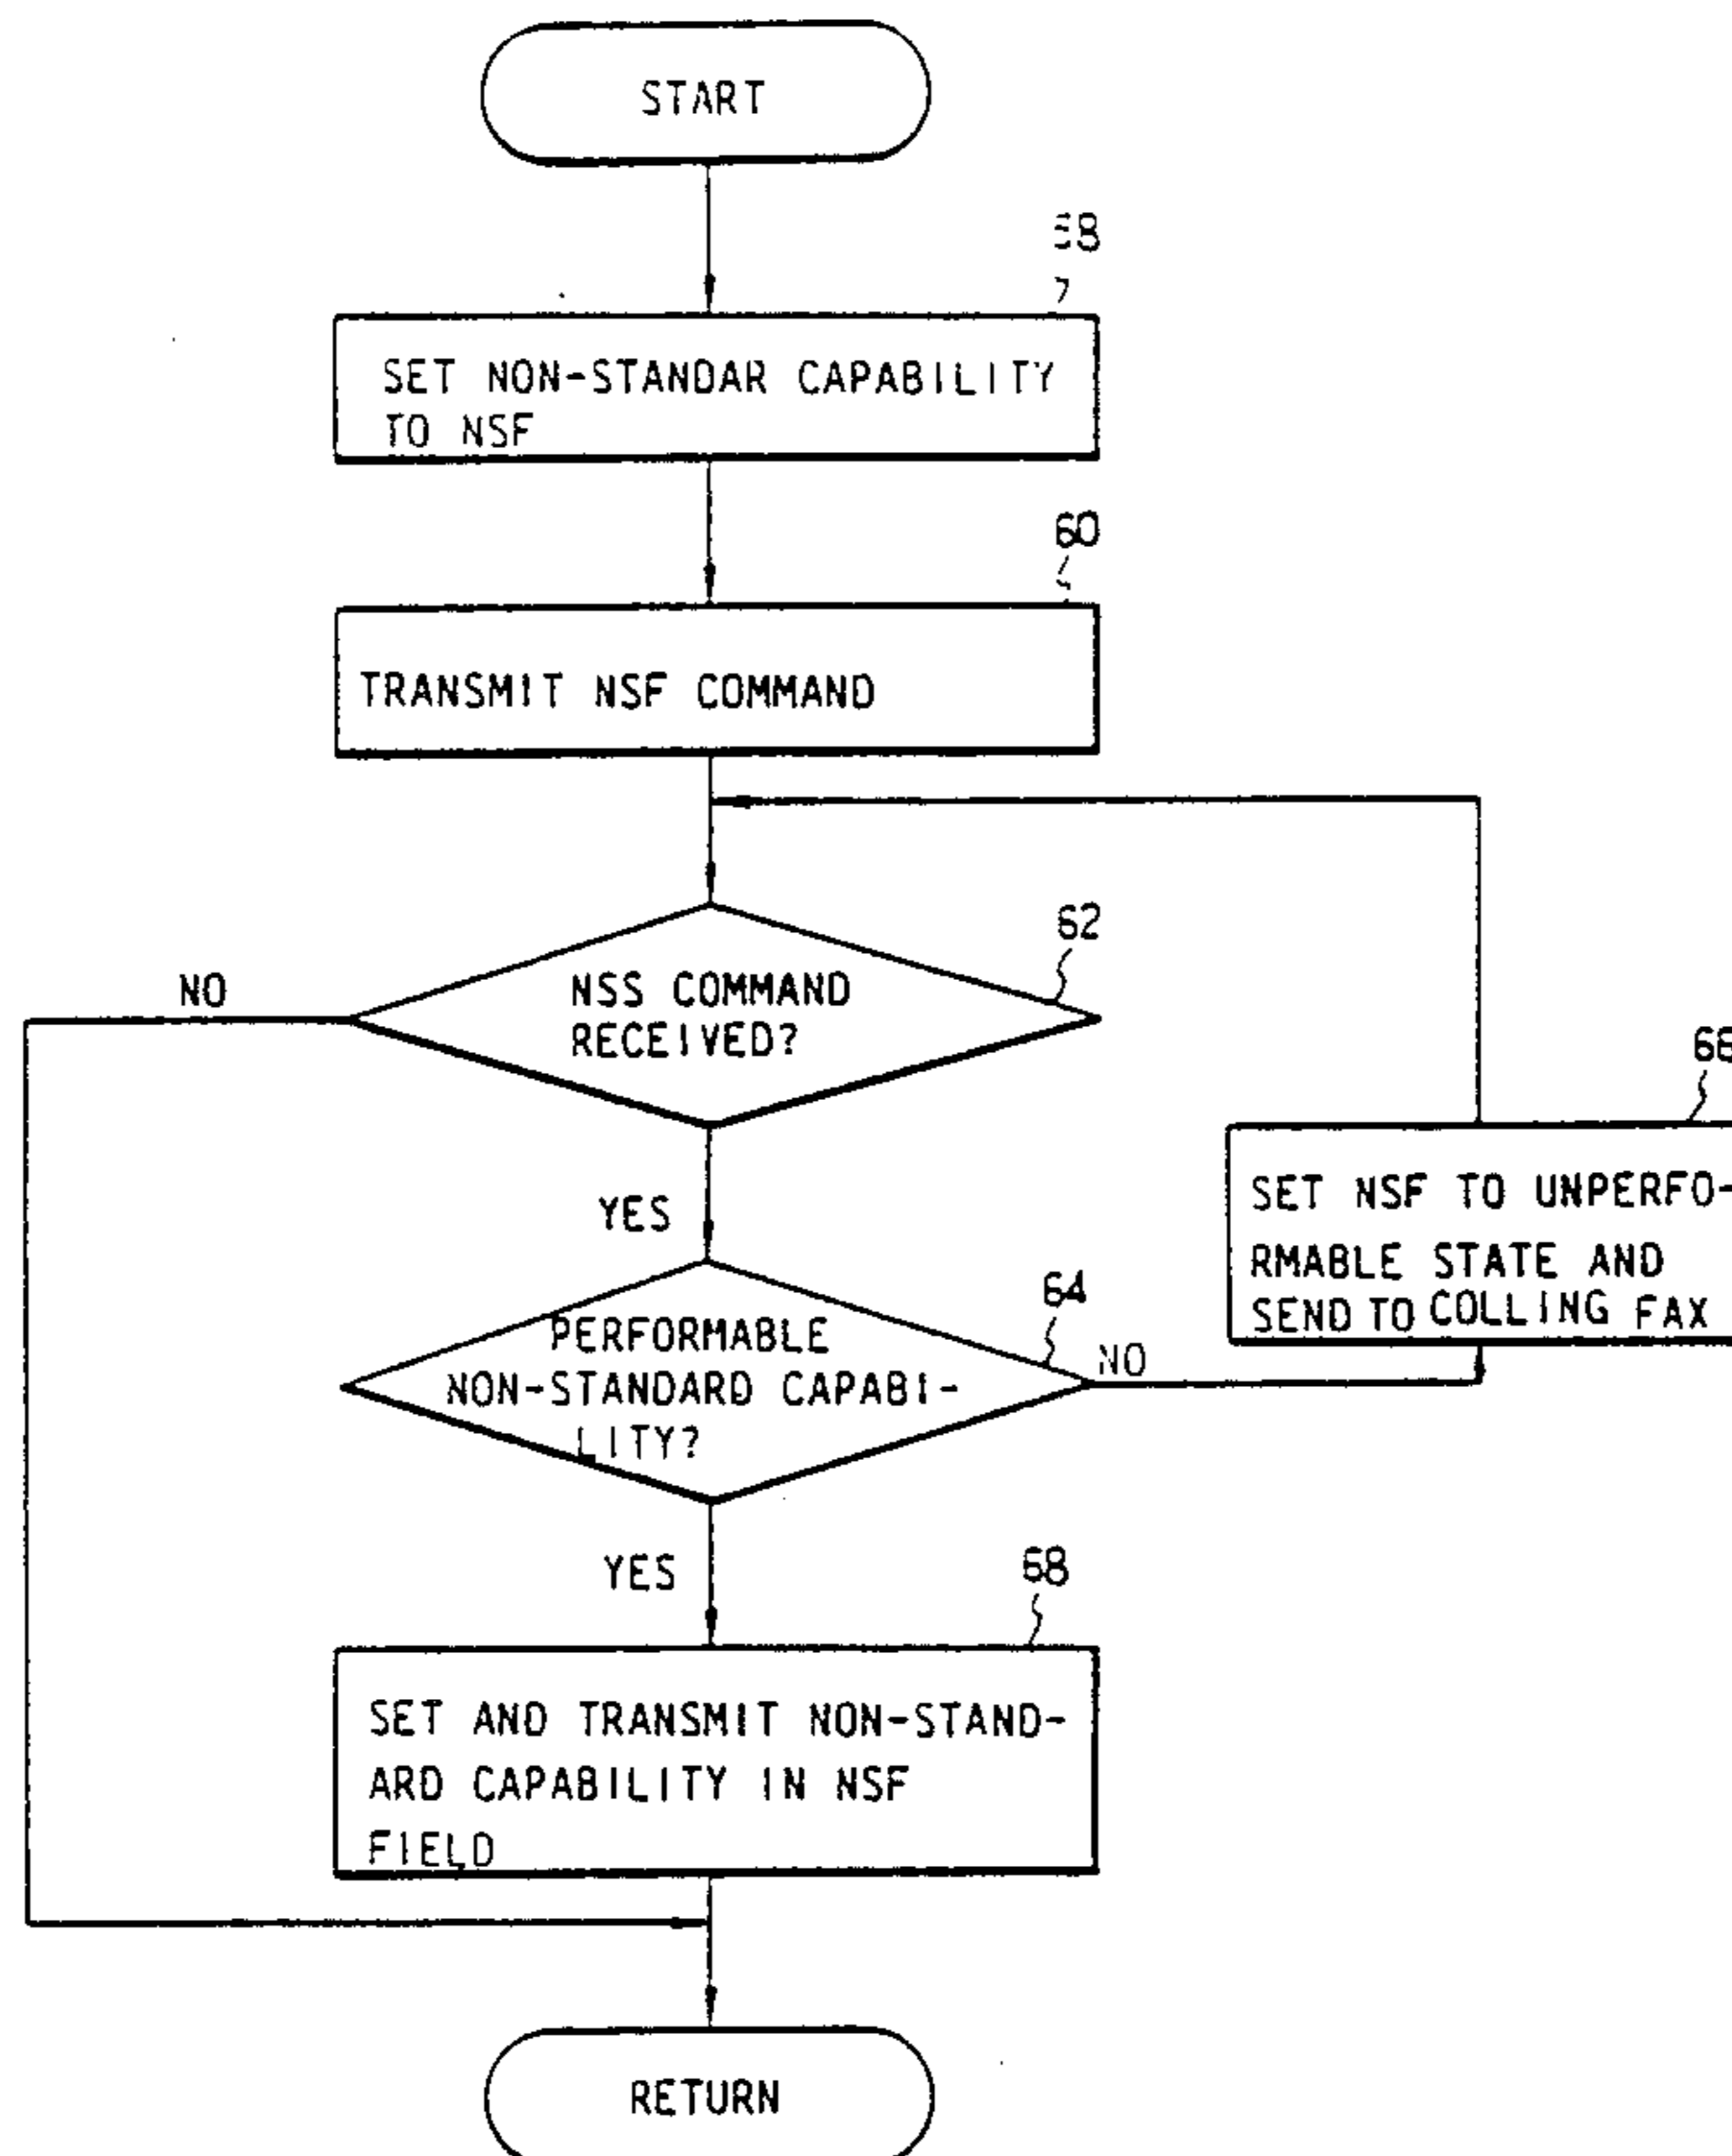 START
SET NON-STANDAR CAPABILITY
TO NSF
60
TRANSMIT NSF COMMAND
62
NO
NSS COMMAND
RECEIVED?
YES
66
SET NSF TO UNPERFO-
RMABLE STATE AND
SEND TO COLLING FAX
64
PERFORMABLE
NON-STANDARD CAPABI-
LITY?
NO
YES
68
SET AND TRANSMIT NON-STAND-
ARD CAPABILITY IN NSF
FIELD
RETURN